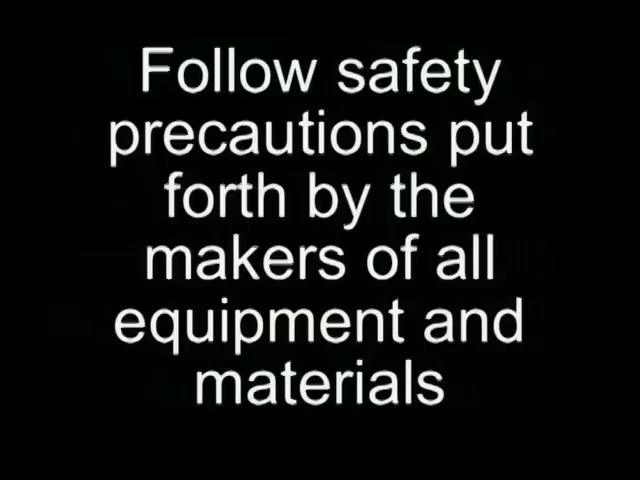 Follow safety
precautions put
forth by the
makers of all
equipment and
materials